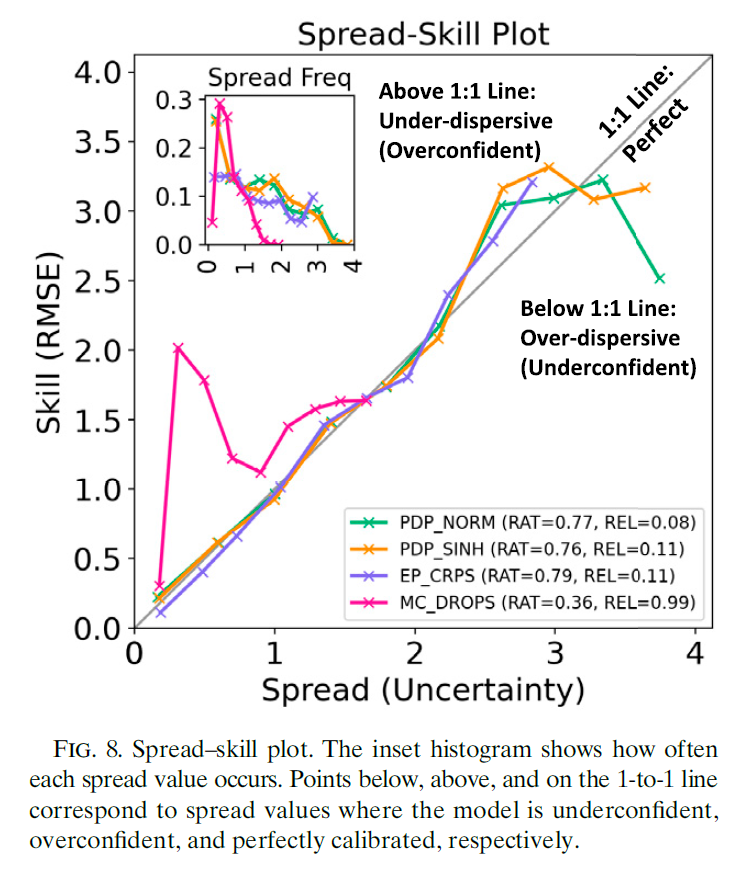 Spread-Skill Plot
4.0
3.5
3.0
2.5
2.0
1.5
1.0
0.5
0.0
Skill (RMSE)
Spread Freq
0.3
0.2
0.1
0.0
0 1 2 3 4
Above 1:1 Line:
Under-dispersive
(Overconfident)
1:1 Line:
Perfect
Below 1:1 Line:
Over-dispersive
(Underconfident)
PDP_NORM (RAT=0.77, REL=0.08)
PDP_SINH (RAT=0.76, REL=0.11)
EP_CRPS (RAT=0.79, REL=0.11)
MC_DROPS (RAT=0.36, REL=0.99)
0 1 2 3 4
Spread (Uncertainty)
FIG. 8. Spread–skill plot. The inset histogram shows how often
each spread value occurs. Points below, above, and on the 1-to-1 line
correspond to spread values where the model is underconfident,
overconfident, and perfectly calibrated, respectively.